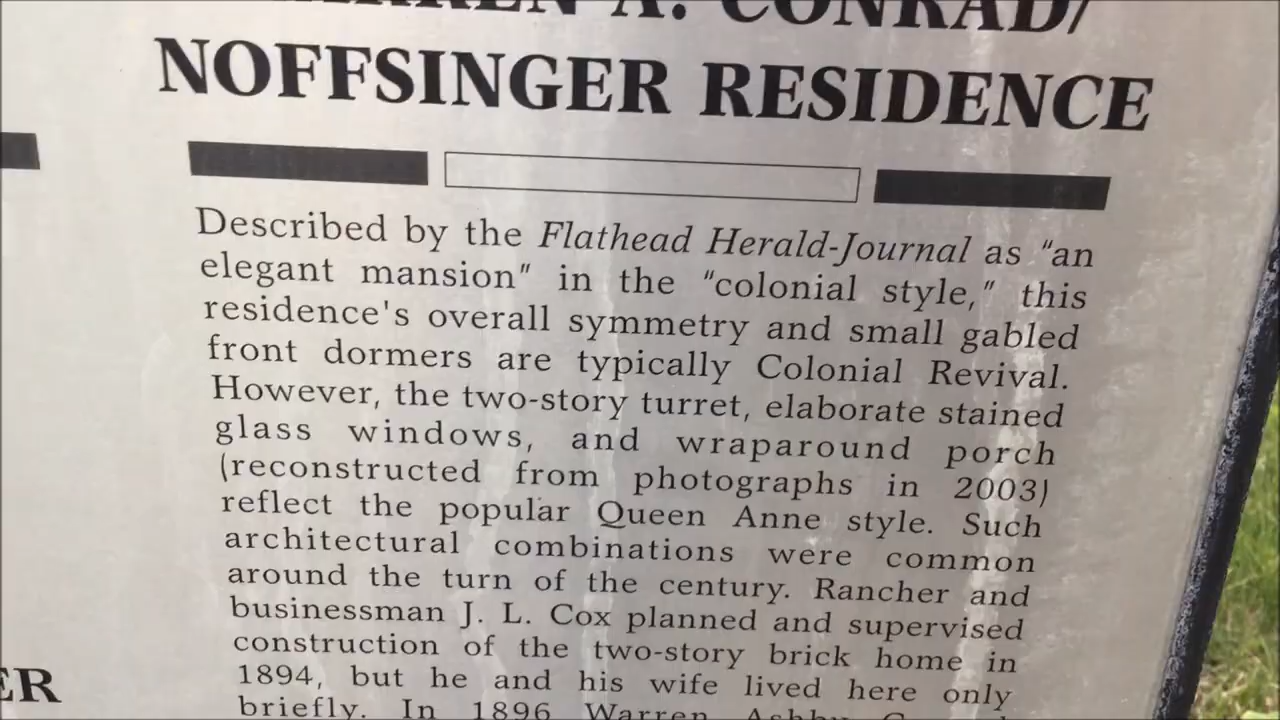 A. CONRAD/
NOFFSINGER RESIDENCE
Described by the Flathead Herald-Journal as "an
elegant mansion" in the "colonial style," this
residence's overall symmetry and small gabled
front dormers are typically Colonial Revival.
However, the two-story turret, elaborate stained
glass windows, and wraparound porch
(reconstructed from photographs in 2003)
reflect the popular Queen Anne style. Such
architectural combinations were common
around the turn of the century. Rancher and
businessman J. L. Cox planned and supervised
construction of the two-story brick home in
1894, but he and his wife lived here only
briefly. In 1896 Warren Ashby
ER